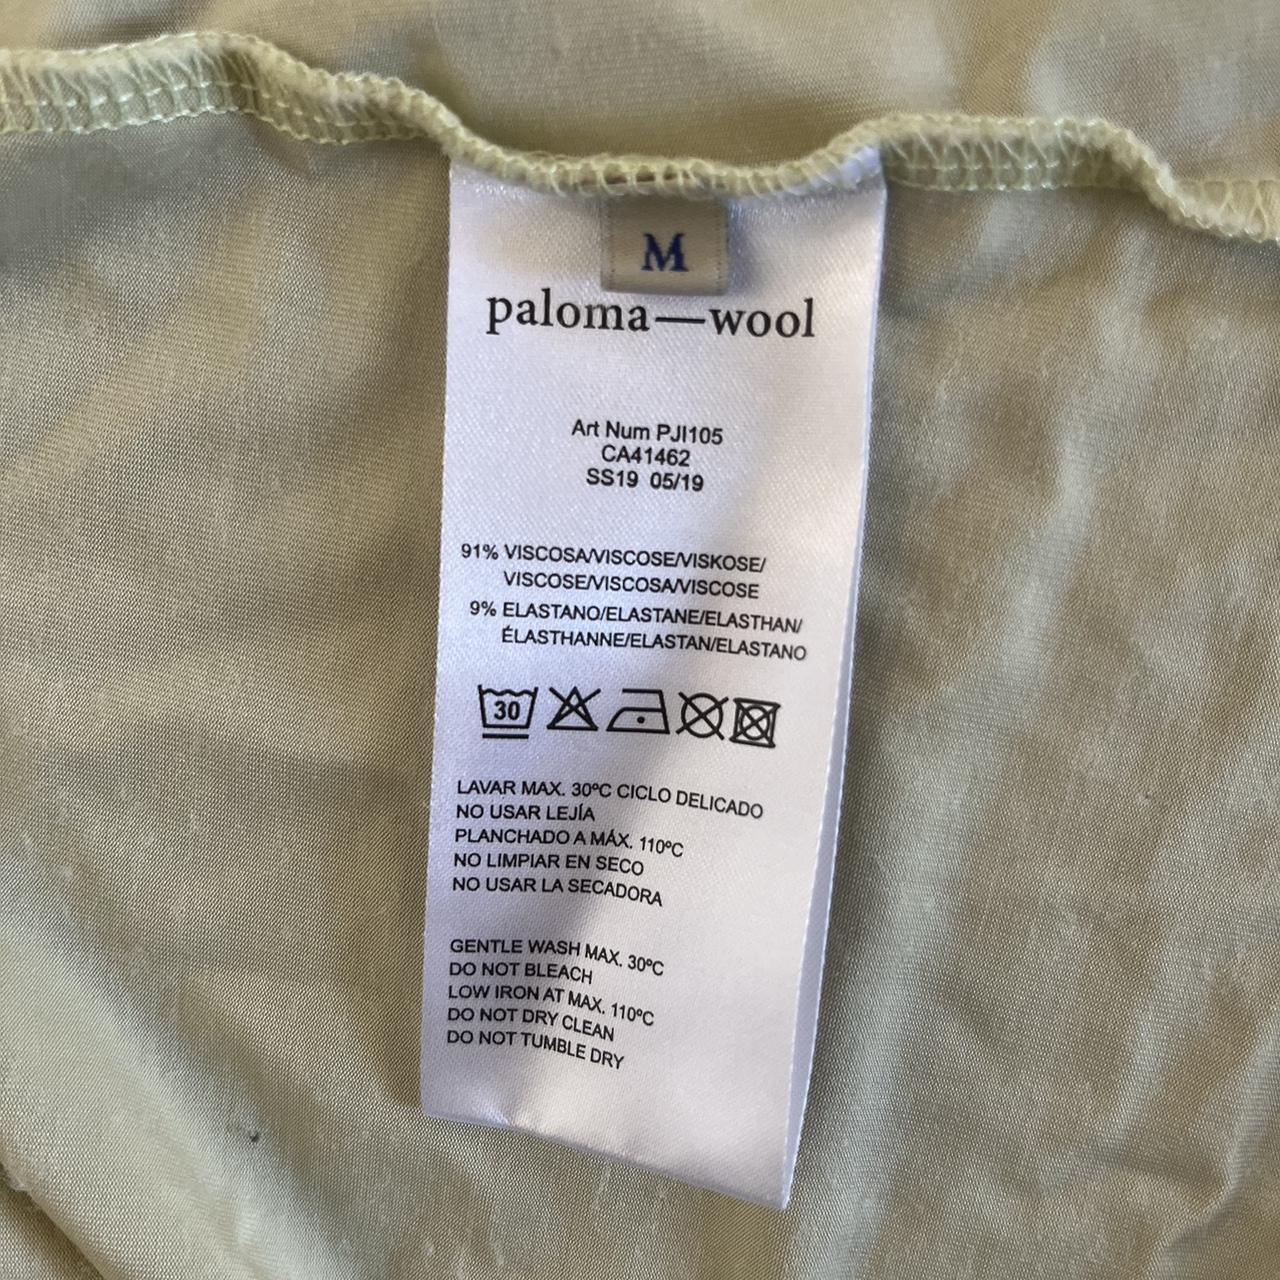 M
paloma—wool
Art Num PJI105
CA41462
SS19 05/19
91% VISCOSA/VISCOSE/VISKOSE/
VISCOSE/VISCOSA/VISCOSE
9% ELASTANO/ELASTANE/ELASTHAN/
ÉLASTHANNE/ELASTAN/ELASTANO
30
LAVAR MAX. 30ºC CICLO DELICADO
NO USAR LEJÍA
PLANCHADO A MÁX. 110ºC
NO LIMPIAR EN SECO
NO USAR LA SECADORA
GENTLE WASH MAX. 30ºC
DO NOT BLEACH
LOW IRON AT MAX. 110ºC
DO NOT DRY CLEAN
DO NOT TUMBLE DRY